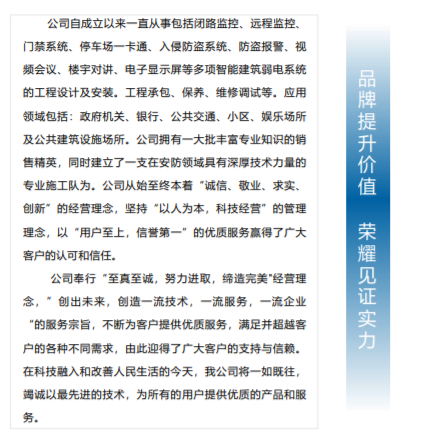 公司自成立以来一直从事包括闭路监控、远程监控、
门禁系统、停车场一卡通、入侵防盗系统、防盗报警、视
频会议、楼宇对讲、电子显示屏等多项智能建筑弱电系统
的工程设计及安装。工程承包、保养、维修调试等。应用
领域包括：政府机关、银行、公共交通、小区、娱乐场所
及公共建筑设施场所。公司拥有一大批丰富专业知识的销
售精英，同时建立了一支在安防领域具有深厚技术力量的
专业施工队为。公司从始至终本着“诚信、敬业、求实、
创新”的经营理念，坚持“以人为本，科技经营”的管理
理念，以“用户至上，信誉第一”的优质服务赢得了广大
客户的认可和信任。
公司奉行“至真至诚，努力进取，缔造完美"经营理
念，”创出未来，创造一流技术，一流服务，一流企业
“的服务宗旨，不断为客户提供优质服务，满足并超越客
户的各种不同需求，由此迎得了广大客户的支持与信赖。
在科技融入和改善人民生活的今天，我公司将一如既往，
竭诚以最先进的技术，为所有的用户提供优质的产品和服
务。
品牌提升价值 荣耀见证实力